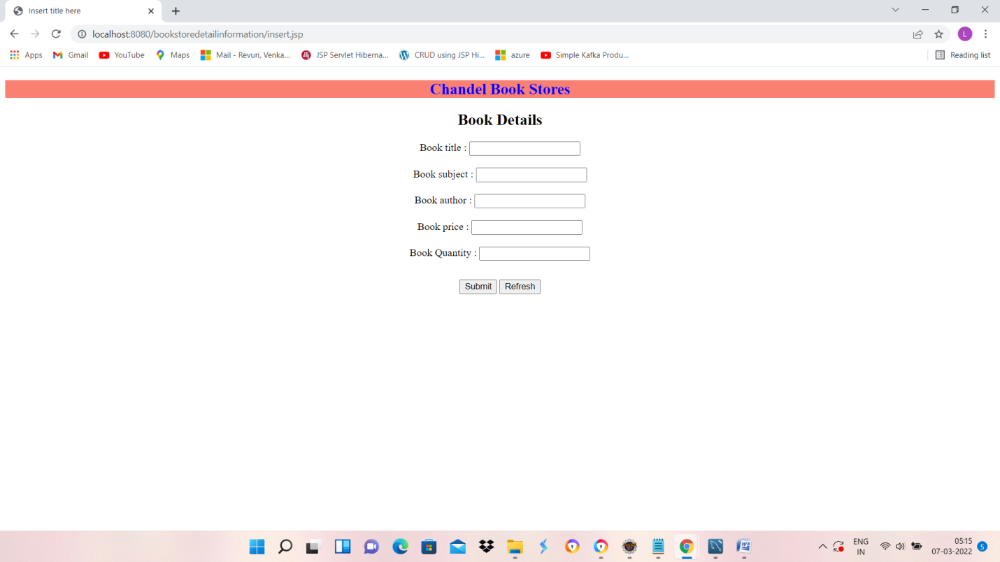 Insert title here
localhost:8080/bookstoredetailinformation/insert.jsp
L
Apps Gmail YouTube Maps Mail - Revuri, Venka... JSP Servlet Hiberna... CRUD using JSP Hi... azure Simple Kafka Produ... Reading list
Chandel Book Stores
Book Details
Book title :
Book subject :
Book author :
Book price :
Book Quantity :
Submit Refresh
ENG 05:15
IN 07-03-2022 5